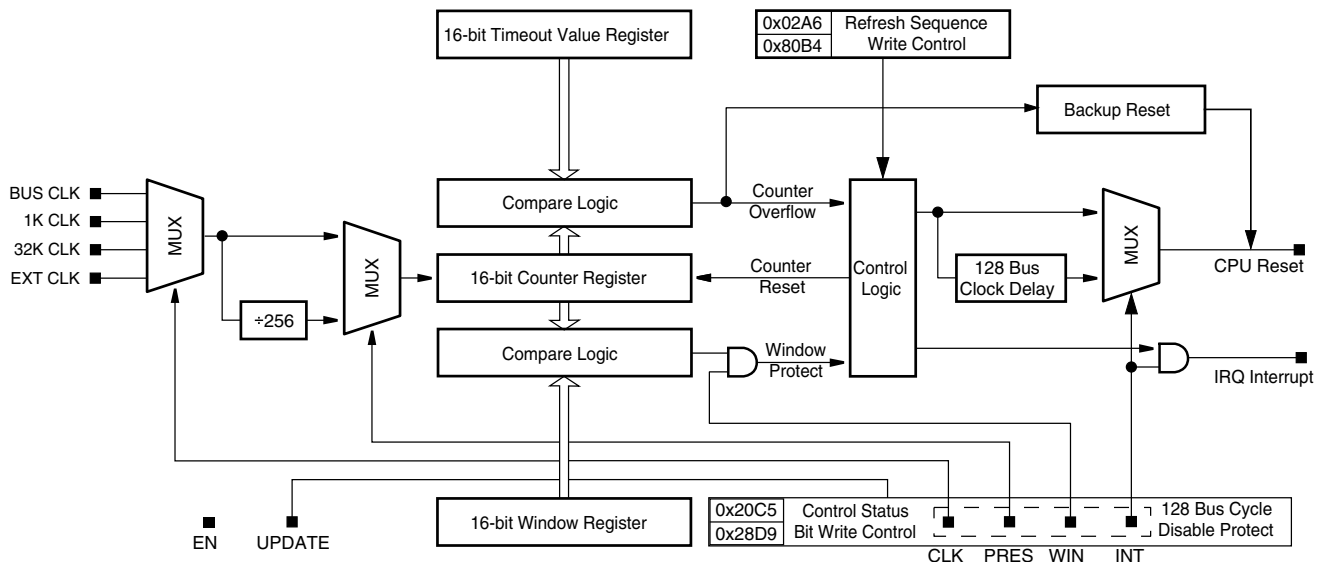 16-bit Timeout Value Register
0x02A6
0x80B4
Refresh Sequence
Write Control
Backup Reset
BUS CLK
1K CLK
32K CLK
EXT CLK
MUX
÷256
MUX
Compare Logic
16-bit Counter Register
Compare Logic
Counter
Overflow
Counter
Reset
Window
Protect
Control
Logic
128 Bus
Clock Delay
MUX
CPU Reset
IRQ Interrupt
EN
UPDATE
16-bit Window Register
0x20C5
0x28D9
Control Status
Bit Write Control
128 Bus Cycle
Disable Protect
CLK
PRES
WIN
INT